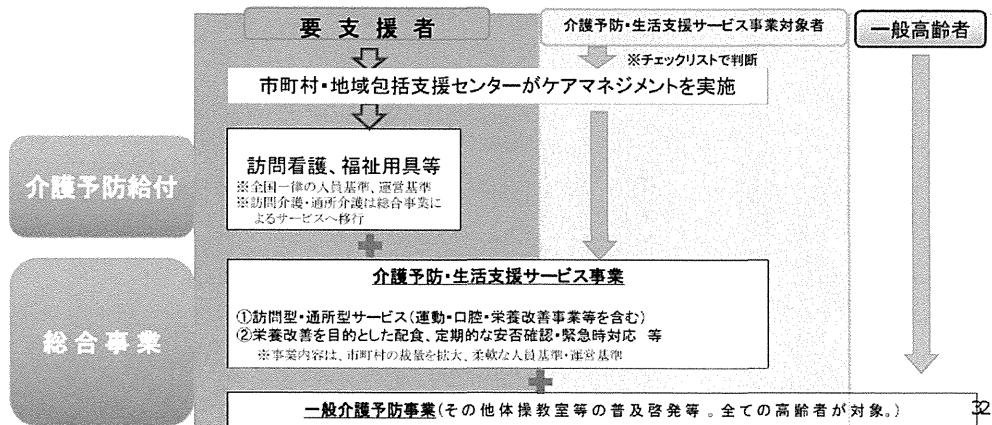 要支援者
介護予防・生活支援サービス事業対象者
一般高齢者
※チェックリストで判断
市町村・地域包括支援センターがケアマネジメントを実施
介護予防給付
訪問看護、福祉用具等
※全国一律の人員基準、運営基準
※訪問介護・通所介護は総合事業に
よるサービスへ移行
総合事業
介護予防・生活支援サービス事業
①訪問型・通所型サービス(運動・口腔・栄養改善事業等を含む)
②栄養改善を目的とした配食、定期的な安否確認・緊急時対応 等
※事業内容は、市町村の裁量を拡大、柔軟な人員基準・運営基準
一般介護予防事業(その他体操教室等の普及啓発等。全ての高齢者が対象。)
32